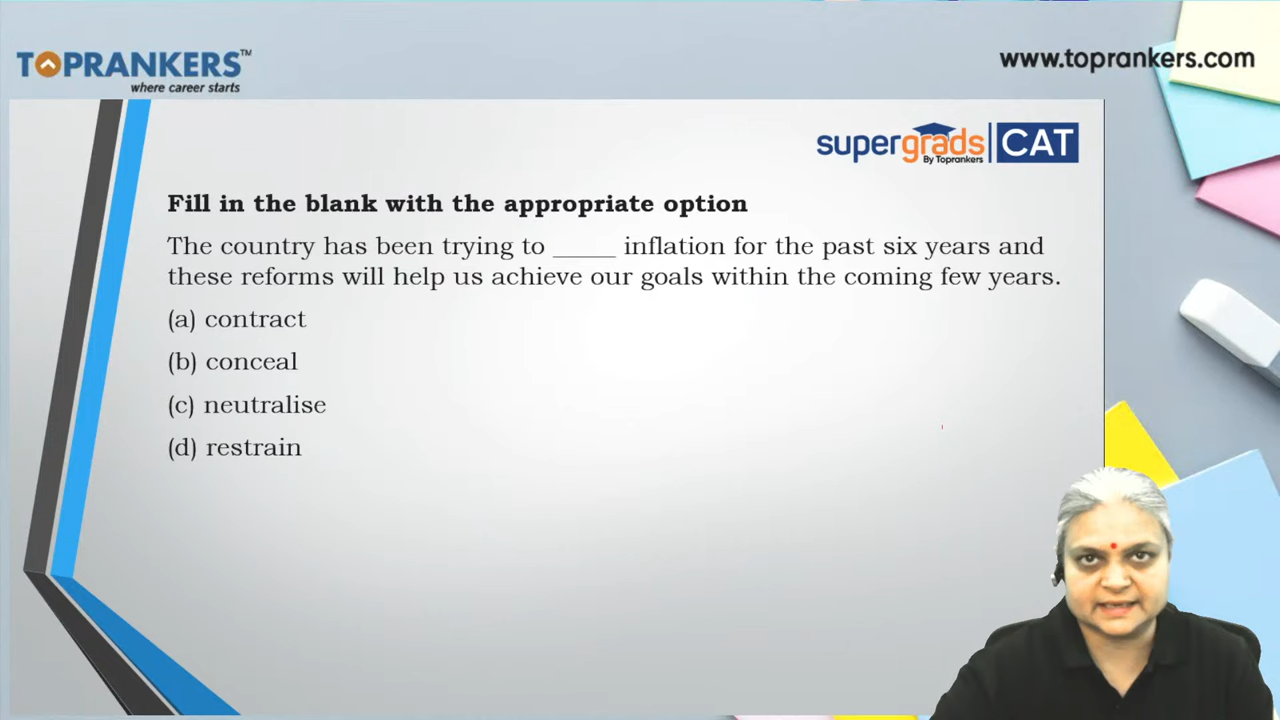 TOPRANKERS™
where career starts
www.toprankers.com
supergrads | CAT
By Toprankers
Fill in the blank with the appropriate option
The country has been trying to _____ inflation for the past six years and
these reforms will help us achieve our goals within the coming few years.
(a) contract
(b) conceal
(c) neutralise
(d) restrain